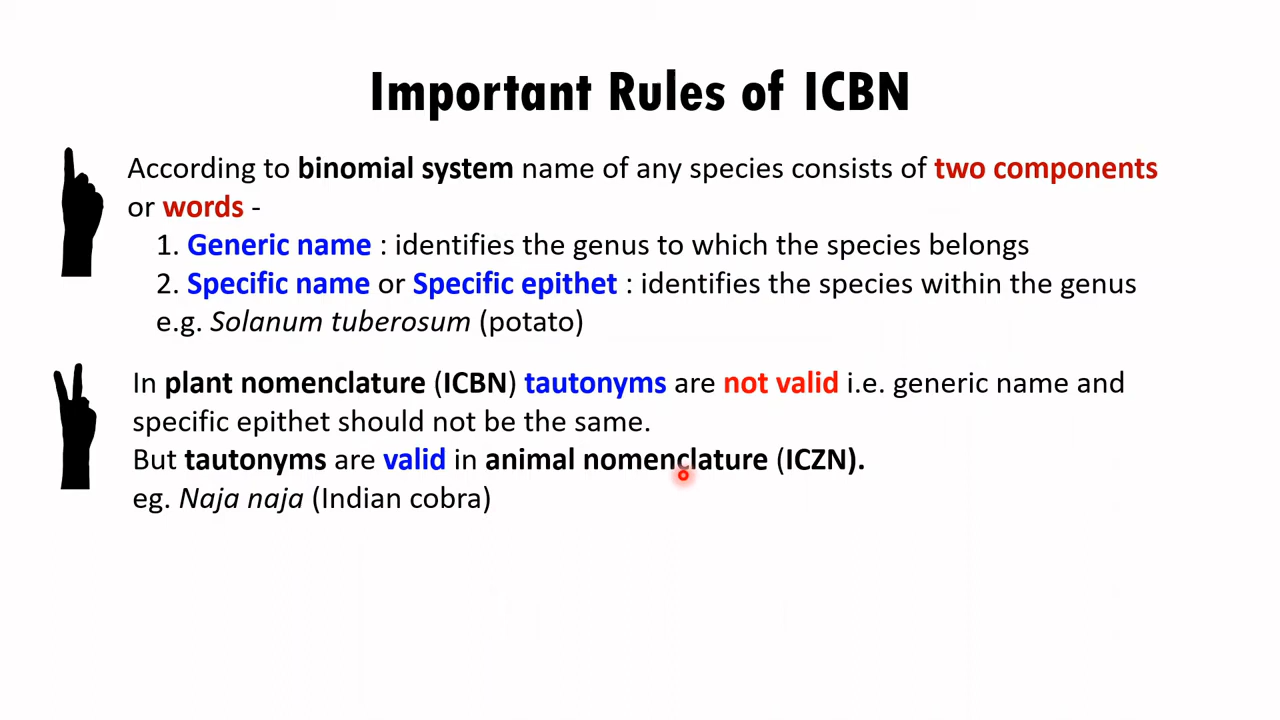 Important Rules of ICBN
According to binomial system name of any species consists of two components
or words -
1. Generic name : identifies the genus to which the species belongs
2. Specific name or Specific epithet : identifies the species within the genus
e.g. Solanum tuberosum (potato)
In plant nomenclature (ICBN) tautonyms are not valid i.e. generic name and
specific epithet should not be the same.
But tautonyms are valid in animal nomenclature (ICZN).
eg. Naja naja (Indian cobra)